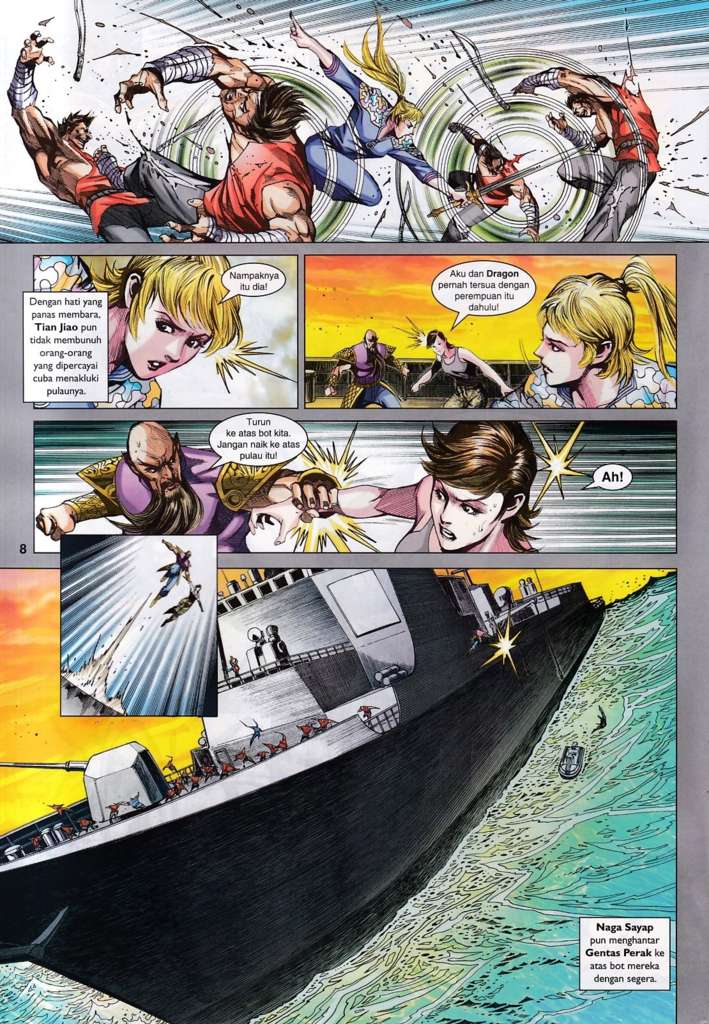 Nampaknya
itu dia!
Dengan hati yang
panas membara,
Tian Jiao pun
tidak membunuh
orang-orang
yang dipercayai
cuba menakluki
pulaunya.
Aku dan Dragon
pernah tersua dengan
perempuan itu
dahulu!
Turun
ke atas bot kita.
Jangan naik ke atas
pulau itu!
Ah!
8
Naga Sayap
pun menghantar
Gentas Perak ke
atas bot mereka
dengan segera.